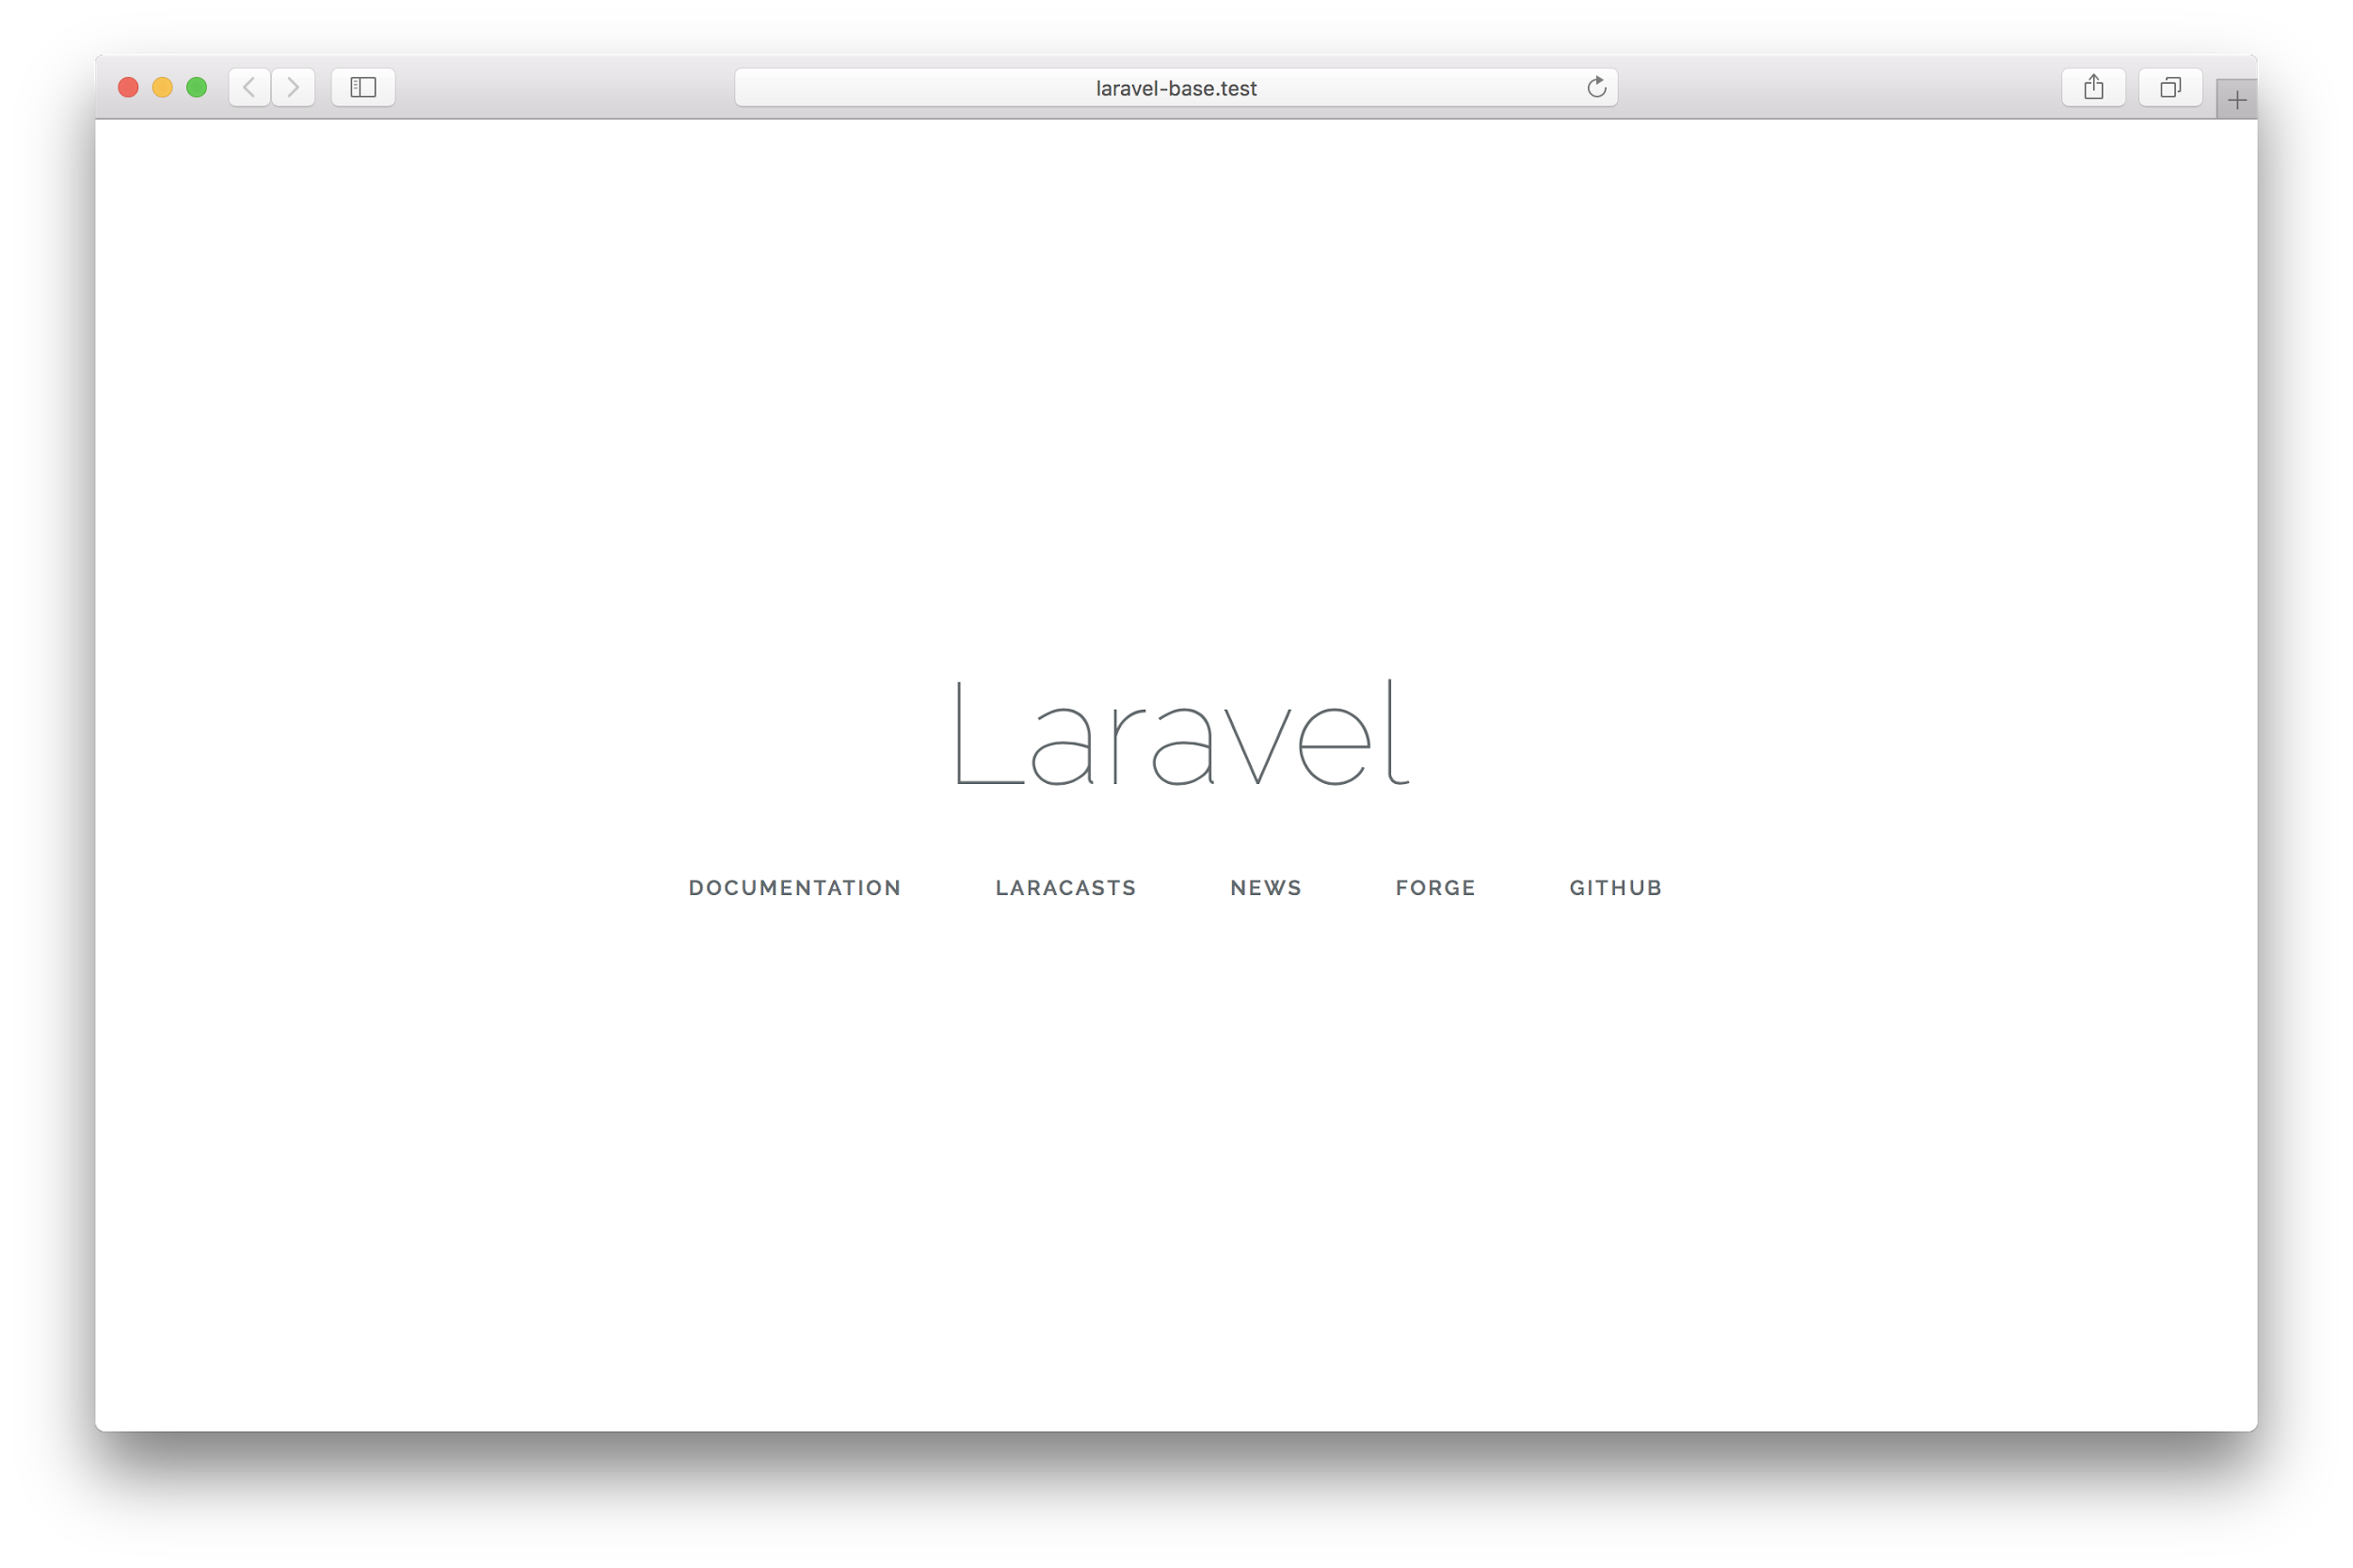 laravel-base.test
Laravel
DOCUMENTATION LARACASTS NEWS FORGE GITHUB